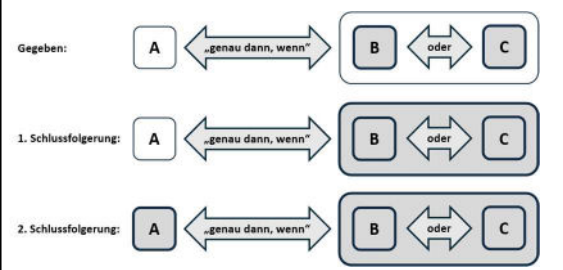 Gegeben: A „genau dann, wenn" B oder C
1. Schlussfolgerung: A „genau dann, wenn" B oder C
2. Schlussfolgerung: A „genau dann, wenn" B oder C